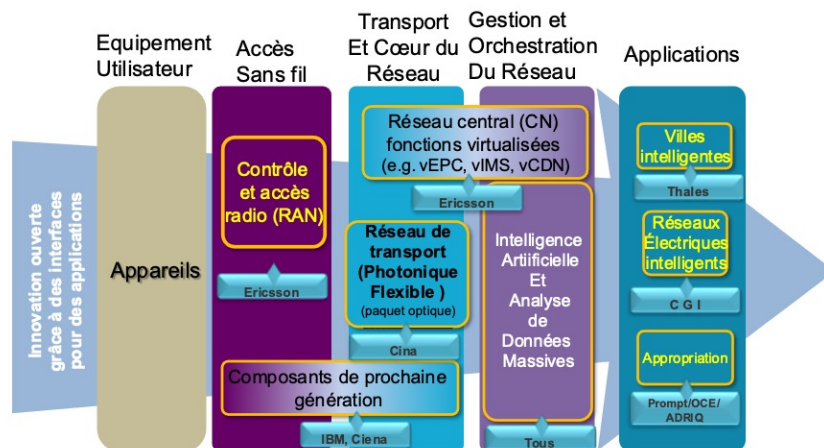 Equipement
Utilisateur
Accès
Sans fil
Transport
Et Cœur du
Réseau
Gestion et
Orchestration
Du Réseau
Applications
Innovation ouverte
grâce à des interfaces
pour des applications
Appareils
Contrôle
et accès
radio (RAN)
Ericsson
Réseau central (CN)
fonctions virtualisées
(e.g. vEPC, vIMS, vCDN)
Ericsson
Réseau de
transport
(Photonique
Flexible )
(paquet optique)
Cina
Composants de prochaine
génération
IBM, Ciena
Intelligence
Artiificielle
Et
Analyse
de
Données
Massives
Tous
Villes
intelligentes
Thales
Réseaux
Électriques
intelligents
C G I
Appropriation
Prompt/OCE/
ADRIQ